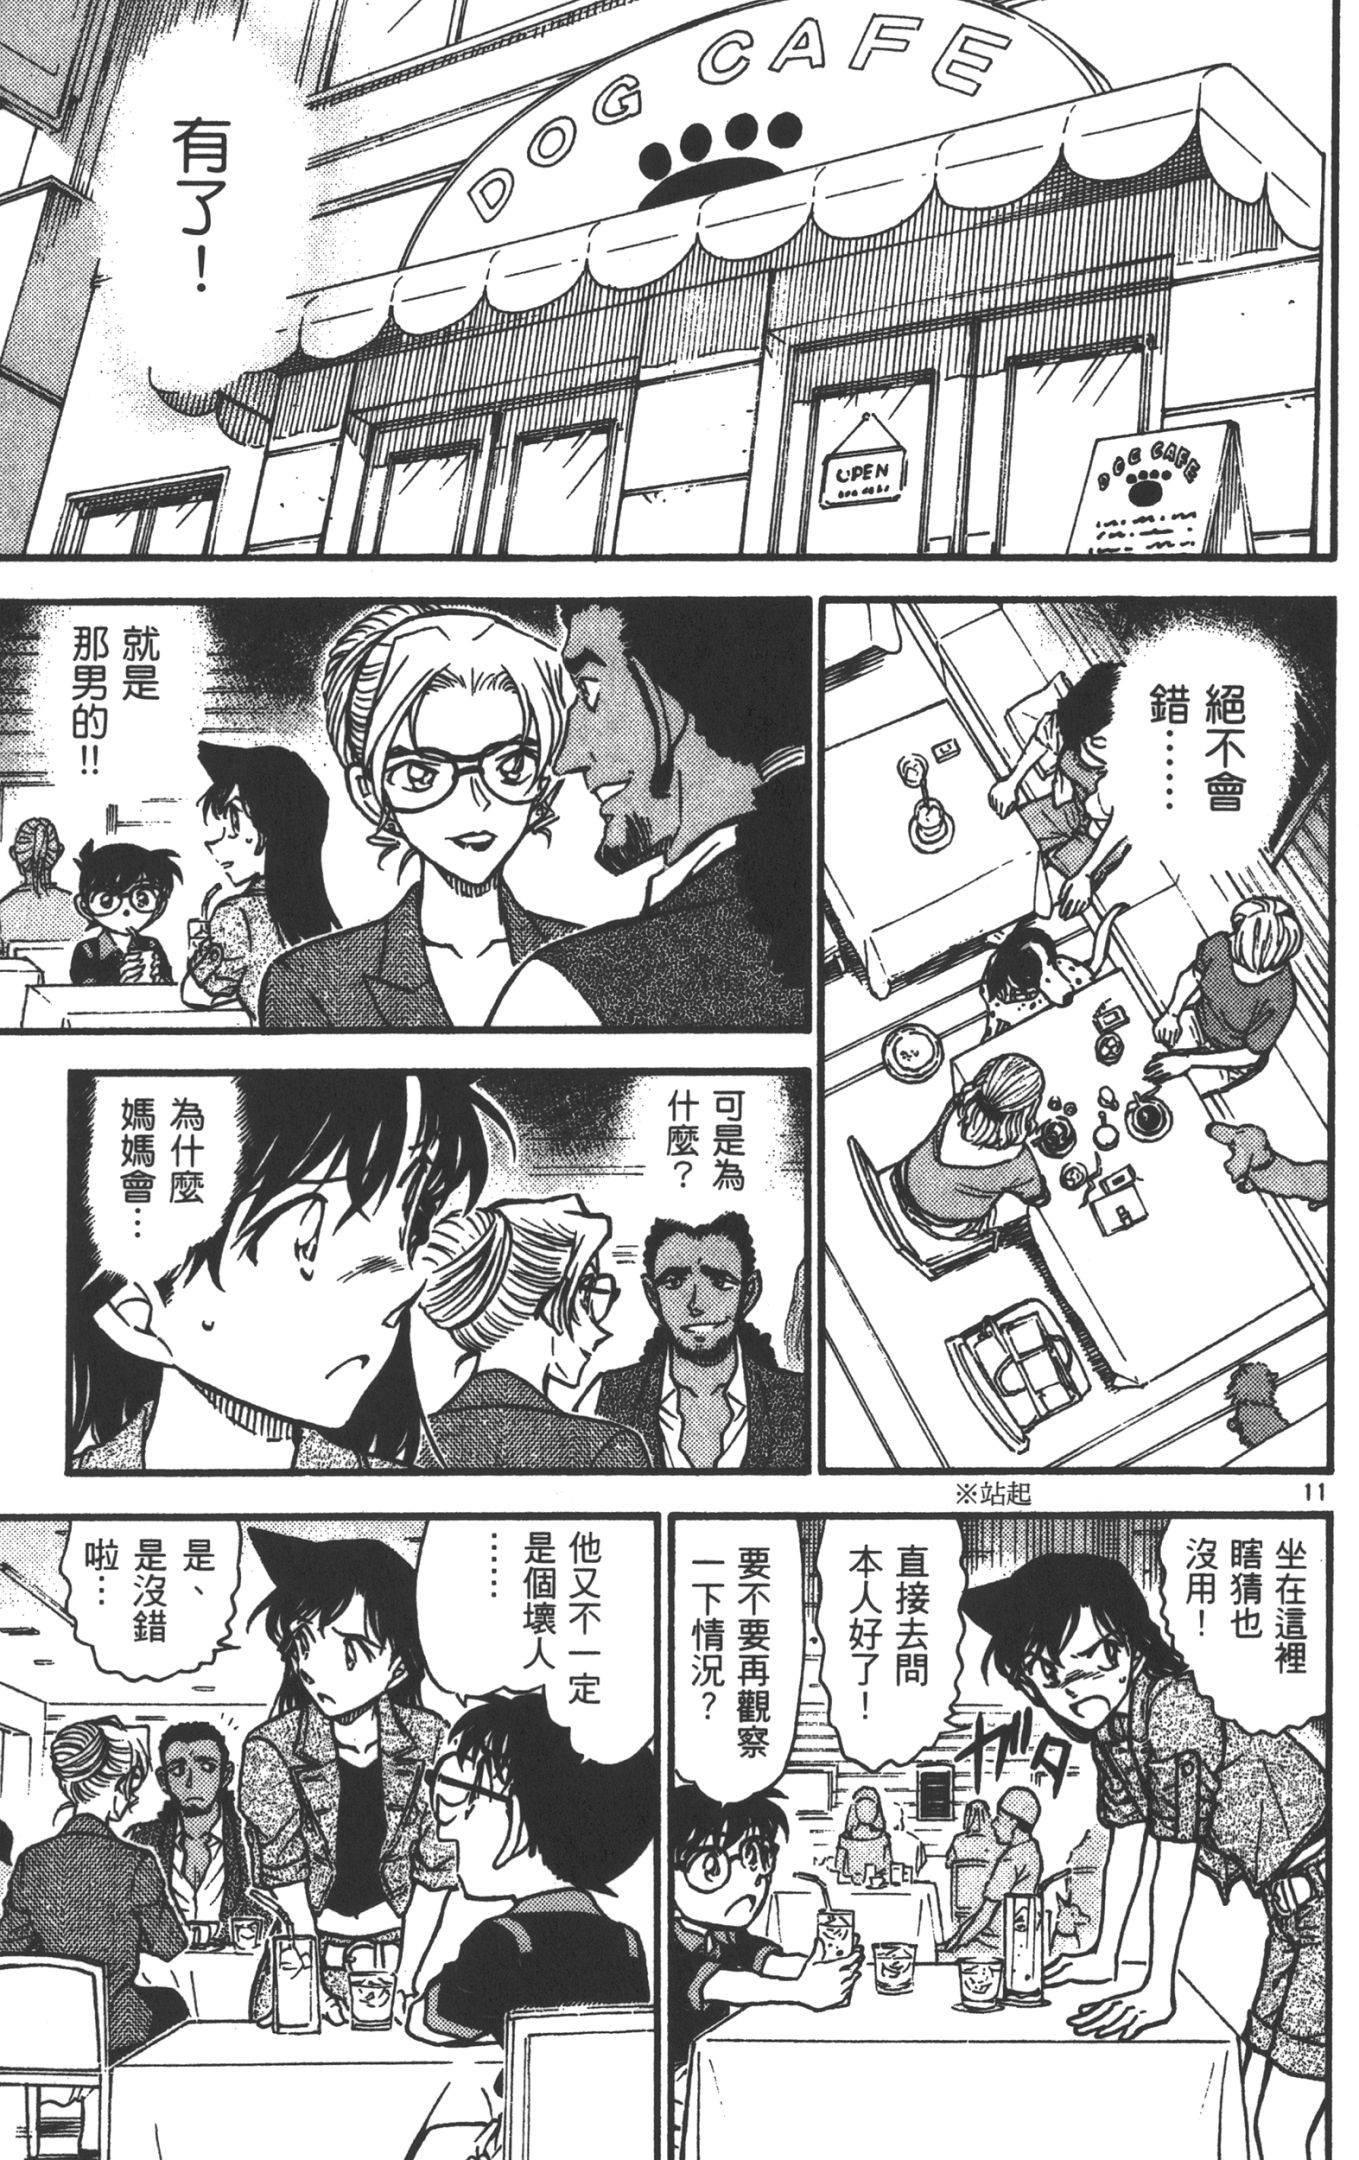 DOG CAFE
有了！
OPEN
DOG CAFE
絕不會
錯……
就是
那男的!!
可是為
什麼？
為什麼
媽媽會…
11
※站起
坐在這裡
瞎猜也
沒用！
直接去問
本人好了！
ガタ
要不要再觀察
一下情況？
他又不一定
是個壞人
……
是、
是沒錯
啦…